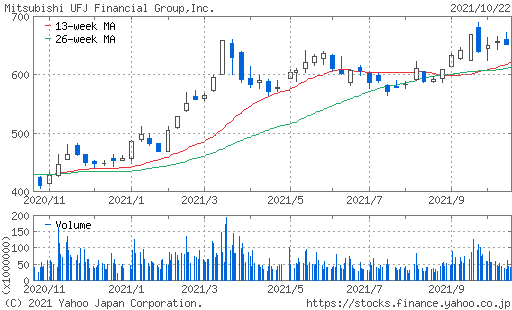 Mitsubishi UFJ Financial Group,Inc. 2021/10/22
700
13-week MA
26-week MA
600
500
400
2020/11 2021/1 2021/3 2021/5 2021/7 2021/9
200
Volume
150
100
50
0
(x1000000)
2020/11 2021/1 2021/3 2021/5 2021/7 2021/9
(C) 2021 Yahoo Japan Corporation. https://stocks.finance.yahoo.co.jp/